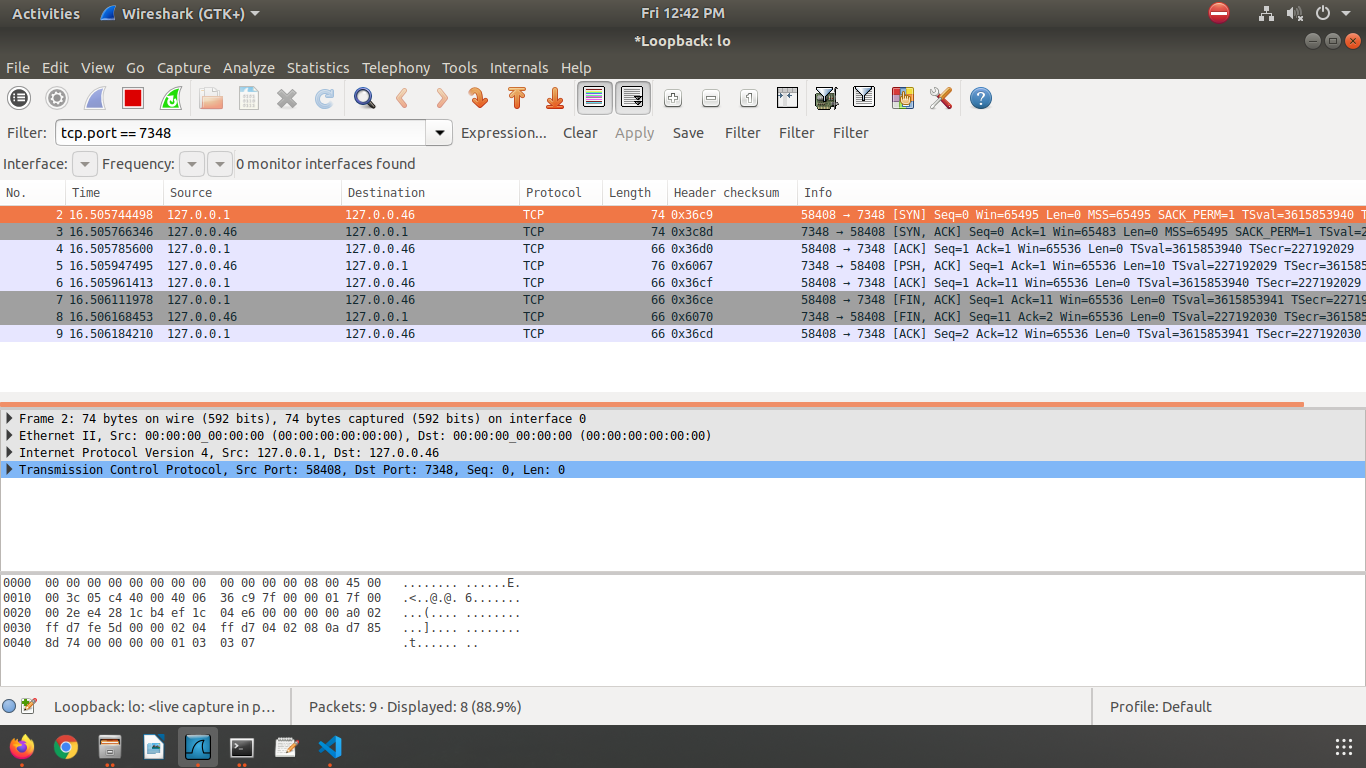 Activities Wireshark (GTK+) Fri 12:42 PM
*Loopback: lo
File Edit View Go Capture Analyze Statistics Telephony Tools Internals Help
Filter: tcp.port == 7348 Expression... Clear Apply Save Filter Filter Filter
Interface: Frequency: 0 monitor interfaces found
No. Time Source Destination Protocol Length Header checksum Info
2 16.505744498 127.0.0.1 127.0.0.46 TCP 74 0x36c9 58408 → 7348 [SYN] Seq=0 Win=65495 Len=0 MSS=65495 SACK_PERM=1 TSval=3615853940 T
3 16.505766346 127.0.0.46 127.0.0.1 TCP 74 0x3c8d 7348 → 58408 [SYN, ACK] Seq=0 Ack=1 Win=65483 Len=0 MSS=65495 SACK_PERM=1 TSval=2
4 16.505785600 127.0.0.1 127.0.0.46 TCP 66 0x36d0 58408 → 7348 [ACK] Seq=1 Ack=1 Win=65536 Len=0 TSval=3615853940 TSecr=227192029
5 16.505947495 127.0.0.46 127.0.0.1 TCP 76 0x6067 7348 → 58408 [PSH, ACK] Seq=1 Ack=1 Win=65536 Len=10 TSval=227192029 TSecr=361585
6 16.505961413 127.0.0.1 127.0.0.46 TCP 66 0x36cf 58408 → 7348 [ACK] Seq=1 Ack=11 Win=65536 Len=0 TSval=3615853940 TSecr=227192029
7 16.506111978 127.0.0.1 127.0.0.46 TCP 66 0x36ce 58408 → 7348 [FIN, ACK] Seq=1 Ack=11 Win=65536 Len=0 TSval=3615853941 TSecr=22719
8 16.506168453 127.0.0.46 127.0.0.1 TCP 66 0x6070 7348 → 58408 [FIN, ACK] Seq=11 Ack=2 Win=65536 Len=0 TSval=227192030 TSecr=361585
9 16.506184210 127.0.0.1 127.0.0.46 TCP 66 0x36cd 58408 → 7348 [ACK] Seq=2 Ack=12 Win=65536 Len=0 TSval=3615853941 TSecr=227192030
Frame 2: 74 bytes on wire (592 bits), 74 bytes captured (592 bits) on interface 0
Ethernet II, Src: 00:00:00_00:00:00 (00:00:00:00:00:00), Dst: 00:00:00_00:00:00 (00:00:00:00:00:00)
Internet Protocol Version 4, Src: 127.0.0.1, Dst: 127.0.0.46
Transmission Control Protocol, Src Port: 58408, Dst Port: 7348, Seq: 0, Len: 0
0000 00 00 00 00 00 00 00 00 00 00 00 00 08 00 45 00 ........ ......E.
0010 00 3c 05 c4 40 00 40 06 36 c9 7f 00 00 01 7f 00 .<..@.@. 6.......
0020 00 2e e4 28 1c b4 ef 1c 04 e6 00 00 00 00 a0 02 ...(.... ........
0030 ff d7 fe 5d 00 00 02 04 ff d7 04 02 08 0a d7 85 ...].... ........
0040 8d 74 00 00 00 00 01 03 03 07 .t...... ..
Loopback: lo: <live capture in p... Packets: 9 · Displayed: 8 (88.9%) Profile: Default